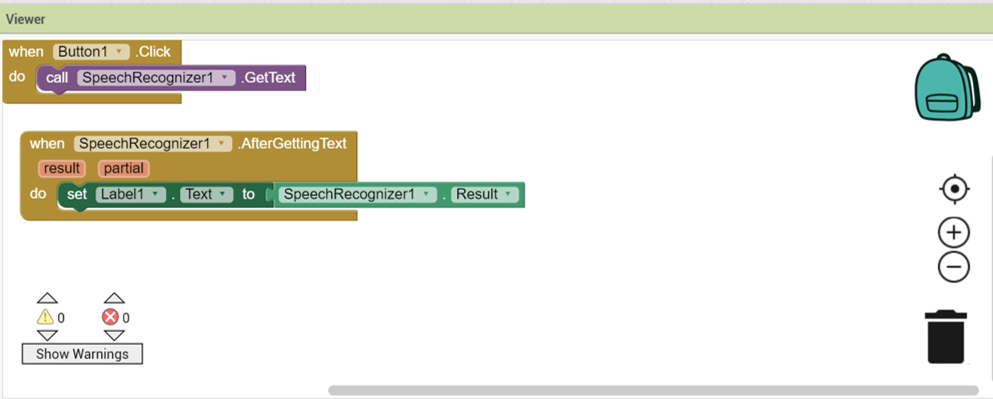 Viewer
when Button1 .Click
do call SpeechRecognizer1 .GetText
when SpeechRecognizer1 .AfterGettingText
result partial
do set Label1 . Text to SpeechRecognizer1 . Result
0 0
Show Warnings